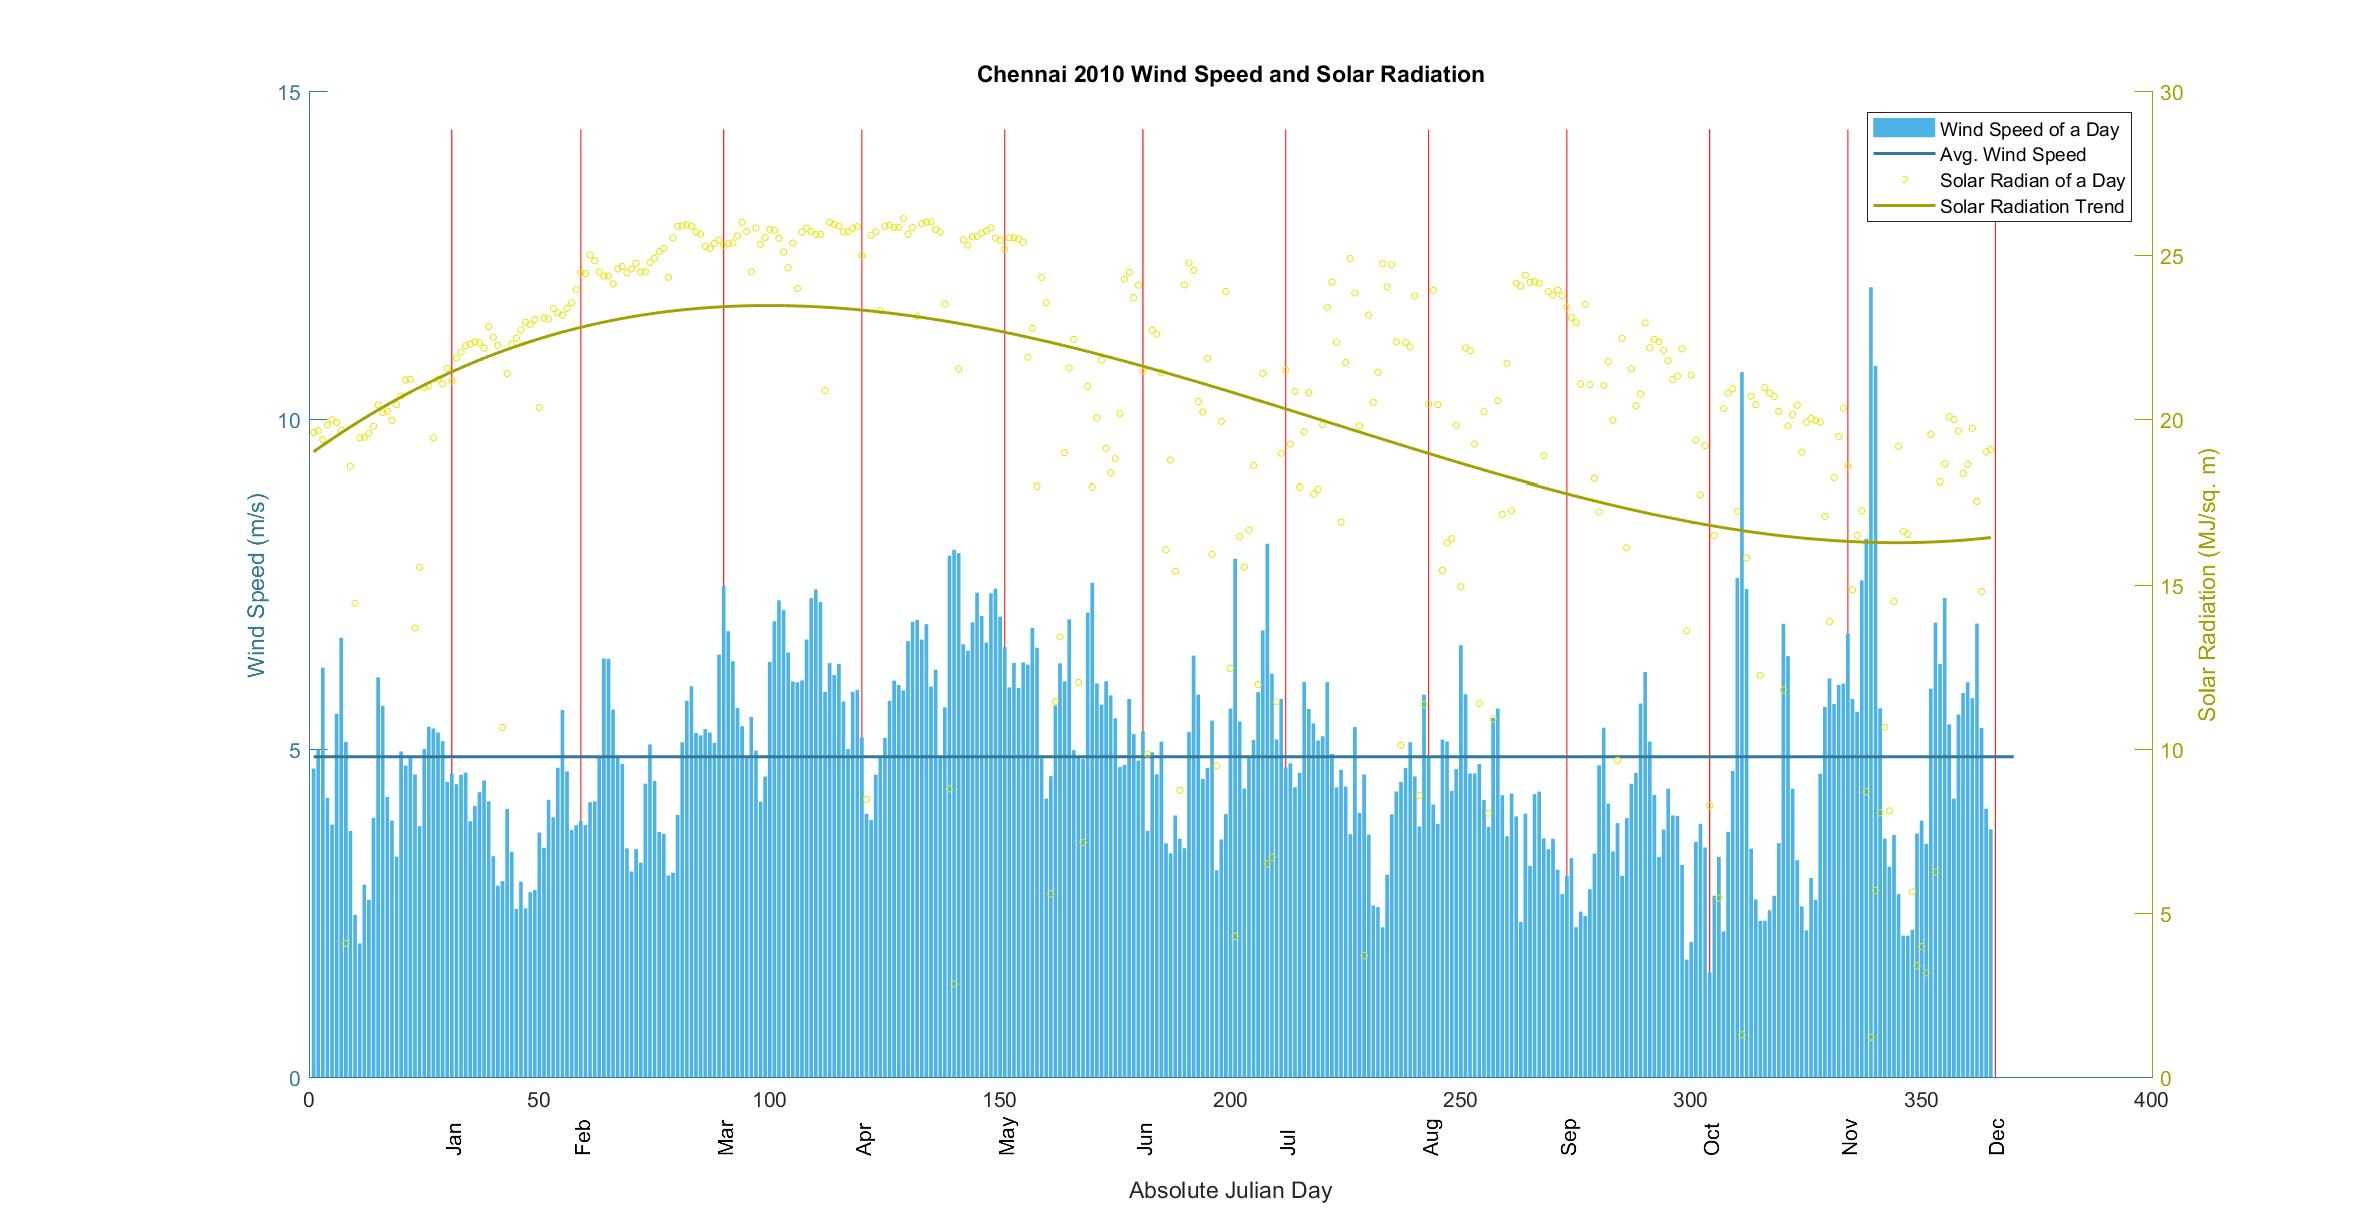 Chennai 2010 Wind Speed and Solar Radiation
Wind Speed of a Day
Avg. Wind Speed
Solar Radian of a Day
Solar Radiation Trend
Wind Speed (m/s)
15
10
5
0
Solar Radiation (MJ/sq. m)
30
25
20
15
10
5
0
0 50 100 150 200 250 300 350 400
Jan Feb Mar Apr May Jun Jul Aug Sep Oct Nov Dec
Absolute Julian Day